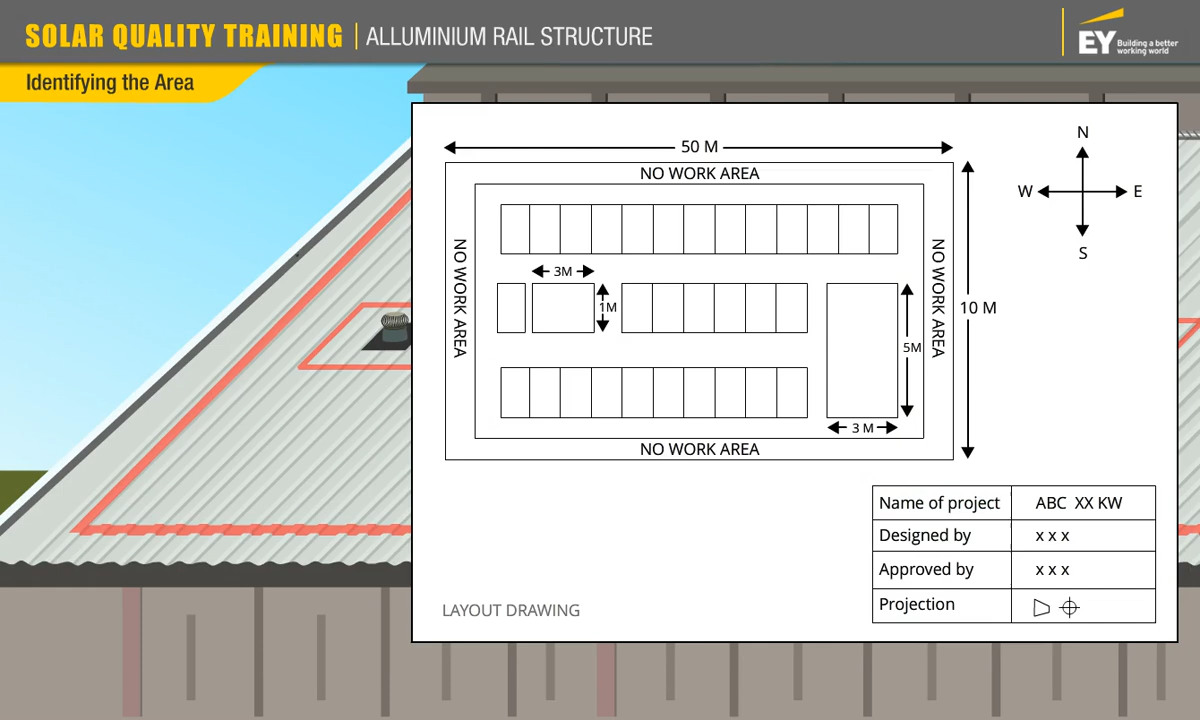 SOLAR QUALITY TRAINING | ALLUMINIUM RAIL STRUCTURE
EY Building a better
working world
Identifying the Area
50 M
N
W E
S
NO WORK AREA
NO WORK AREA
NO WORK AREA
3M
1M
10 M
5M
3 M
NO WORK AREA
Name of project ABC XX KW
Designed by x x x
Approved by x x x
Projection
LAYOUT DRAWING